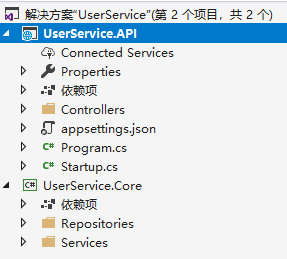 解决方案"UserService"(第 2 个项目，共 2 个)
UserService.API
Connected Services
Properties
依赖项
Controllers
appsettings.json
C# Program.cs
C# Startup.cs
C# UserService.Core
依赖项
Repositories
Services